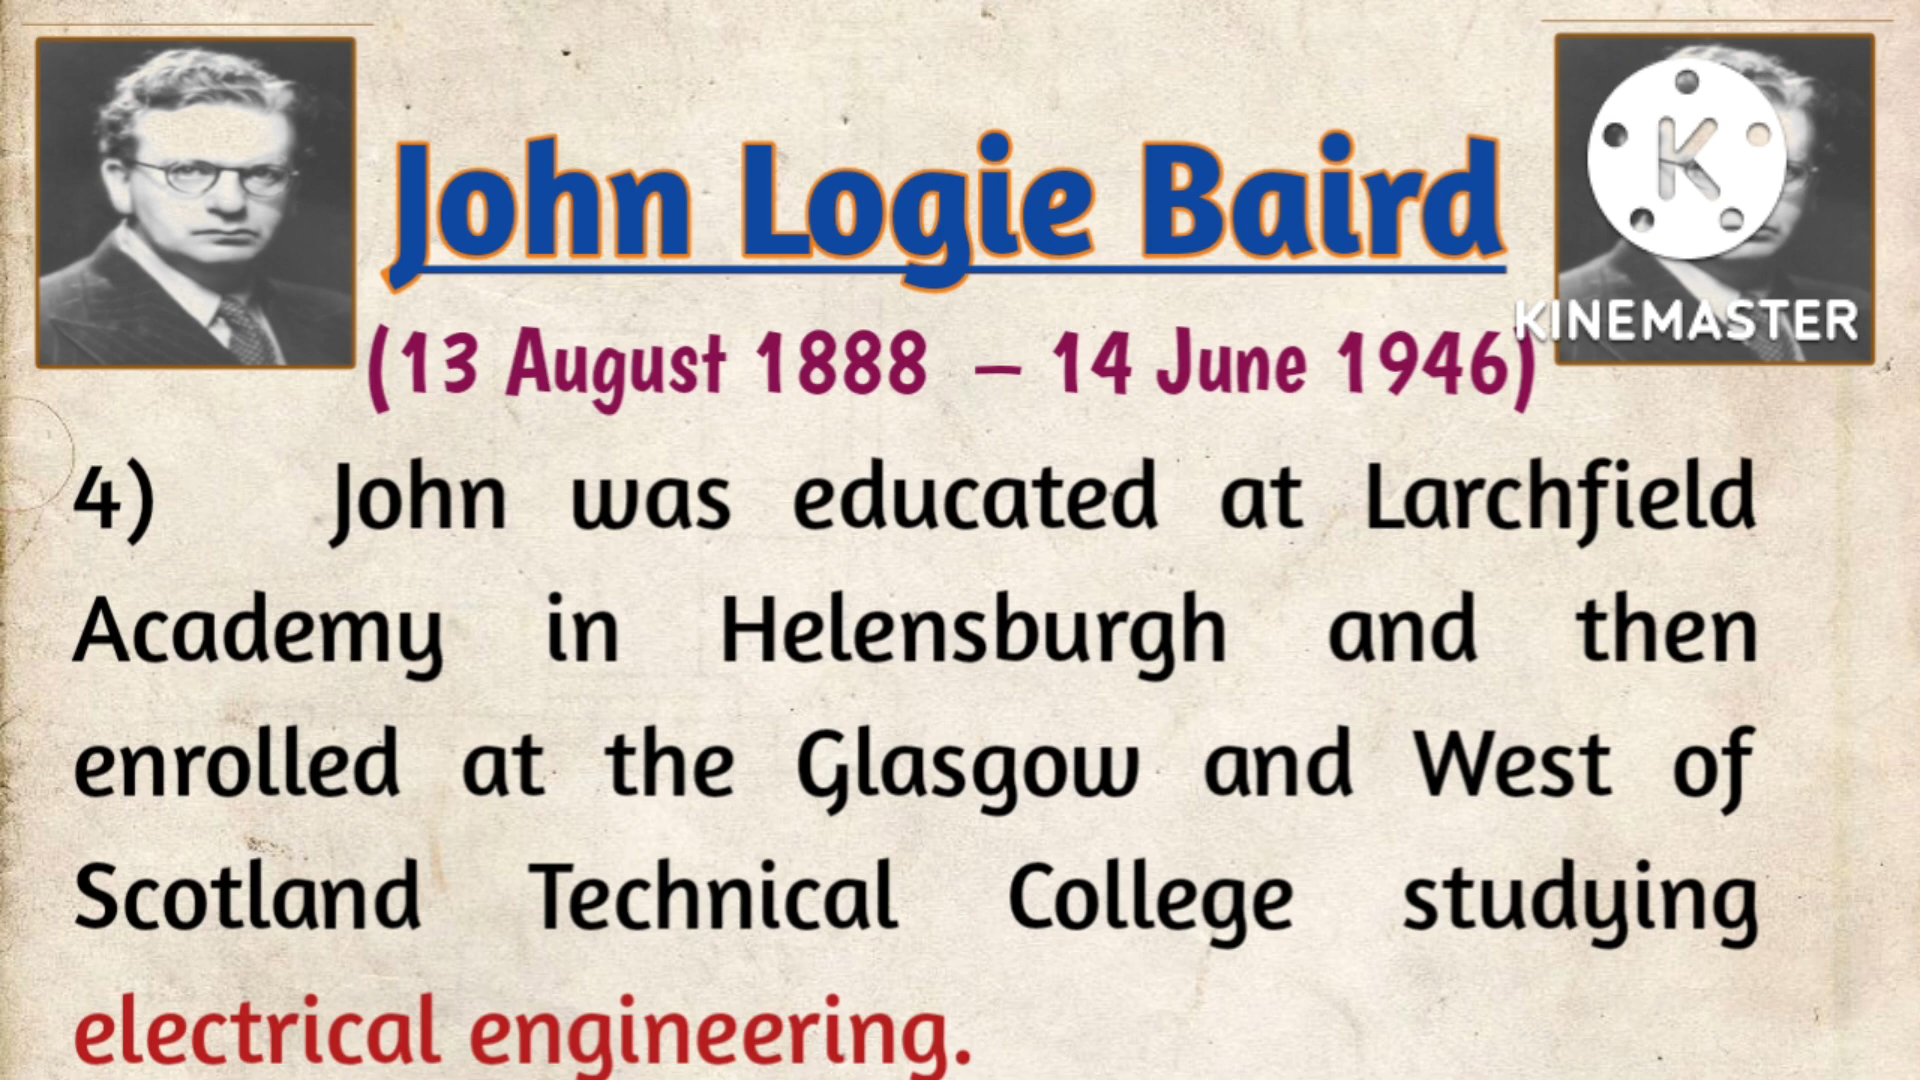 John Logie Baird
(13 August 1888 – 14 June 1946)
K
KINEMASTER
4) John was educated at Larchfield
Academy in Helensburgh and then
enrolled at the Glasgow and West of
Scotland Technical College studying
electrical engineering.